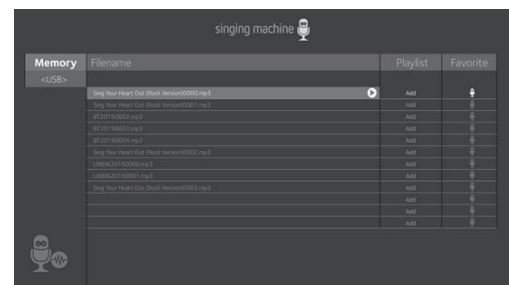 singing machine
Memory Filename Playlist Favorite
<USB>
Sing Your Heart Out (Rock Version)0000.mp3 Add
Sing Your Heart Out (Rock Version)0001.mp3 Add
BT20150002.mp3 Add
BT20150003.mp3 Add
BT20150004.mp3 Add
Sing Your Heart Out (Rock Version)0002.mp3 Add
LINEIN20150000.mp3 Add
LINEIN20150001.mp3 Add
Sing Your Heart Out (Rock Version)0003.mp3 Add
Add
Add
Add